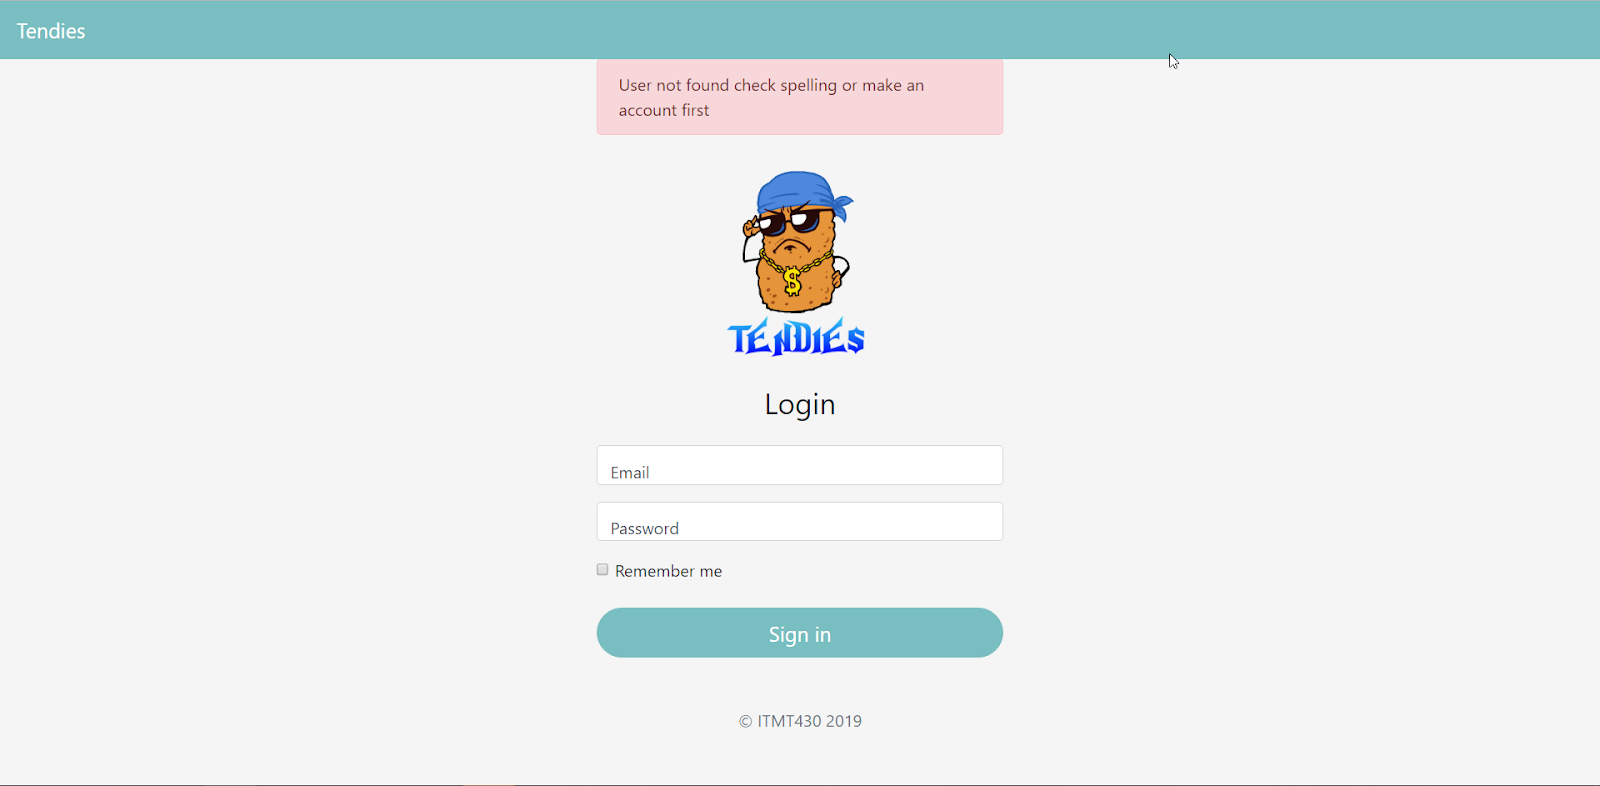 Tendies
User not found check spelling or make an
account first
$
TENDIES
Login
Email
Password
Remember me
Sign in
© ITMT430 2019